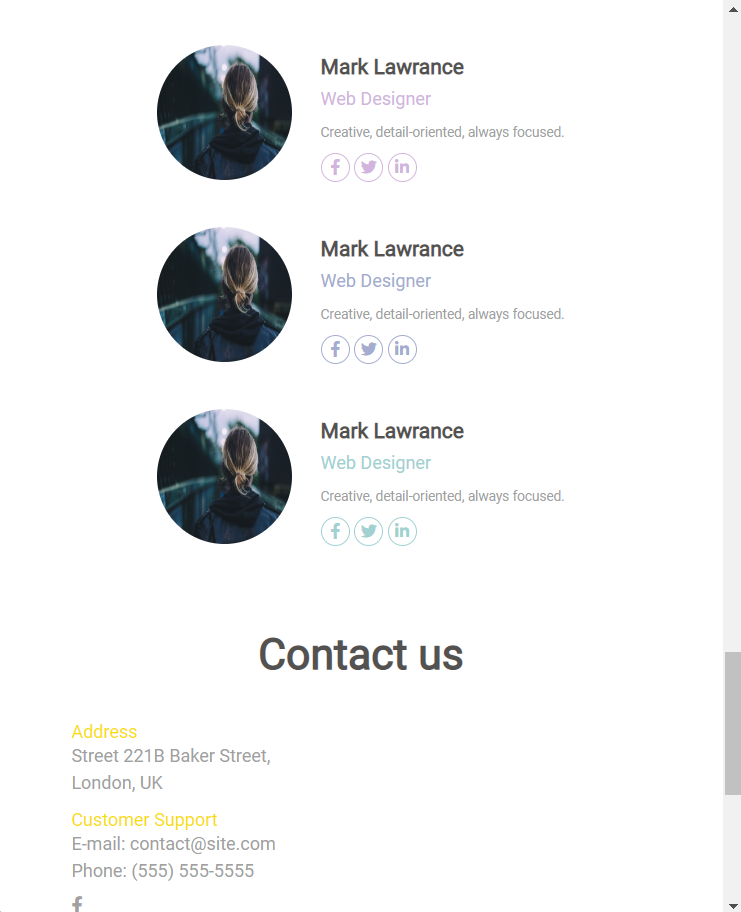 Mark Lawrance
Web Designer
Creative, detail-oriented, always focused.
Mark Lawrance
Web Designer
Creative, detail-oriented, always focused.
Mark Lawrance
Web Designer
Creative, detail-oriented, always focused.
Contact us
Address
Street 221B Baker Street,
London, UK
Customer Support
E-mail: contact@site.com
Phone: (555) 555-5555